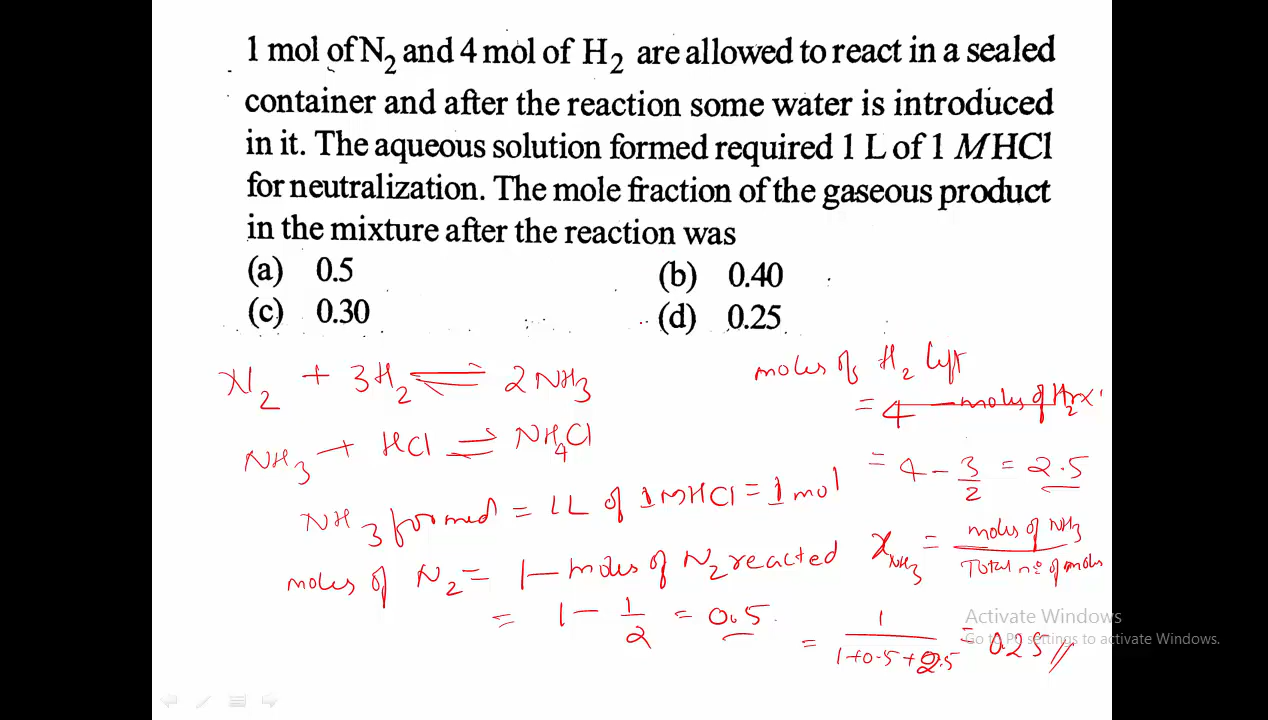 1 mol of N₂ and 4 mol of H₂ are allowed to react in a sealed
container and after the reaction some water is introduced
in it. The aqueous solution formed required 1 L of 1 M HCl
for neutralization. The mole fraction of the gaseous product
in the mixture after the reaction was
(a) 0.5 (b) 0.40
(c) 0.30 (d) 0.25
N₂ + 3H₂ ⇌ 2NH₃
NH₃ + HCl ⇌ NH₄Cl
NH₃ formed = 1L of 1MHCl = 1 mol
moles of N₂ = 1 - moles of N₂ reacted
= 1 - 1/2 = 0.5
moles of H₂ left
= 4 - moles of H₂ rx
= 4 - 3/2 = 2.5
x NH₃ = moles of NH₃ / Total no of moles
= 1 / 1+0.5+2.5 = 0.25 //
Activate Windows
Go to PC settings to activate Windows.